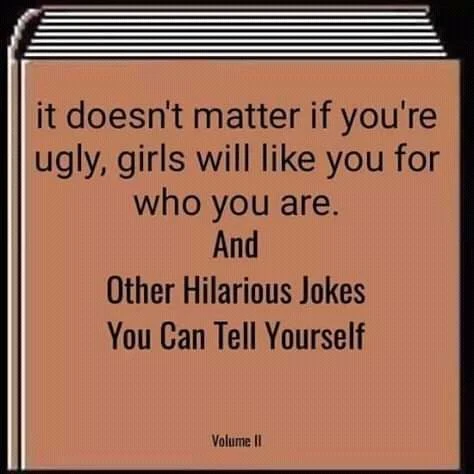 it doesn't matter if you're
ugly, girls will like you for
who you are.
And
Other Hilarious Jokes
You Can Tell Yourself
Volume II